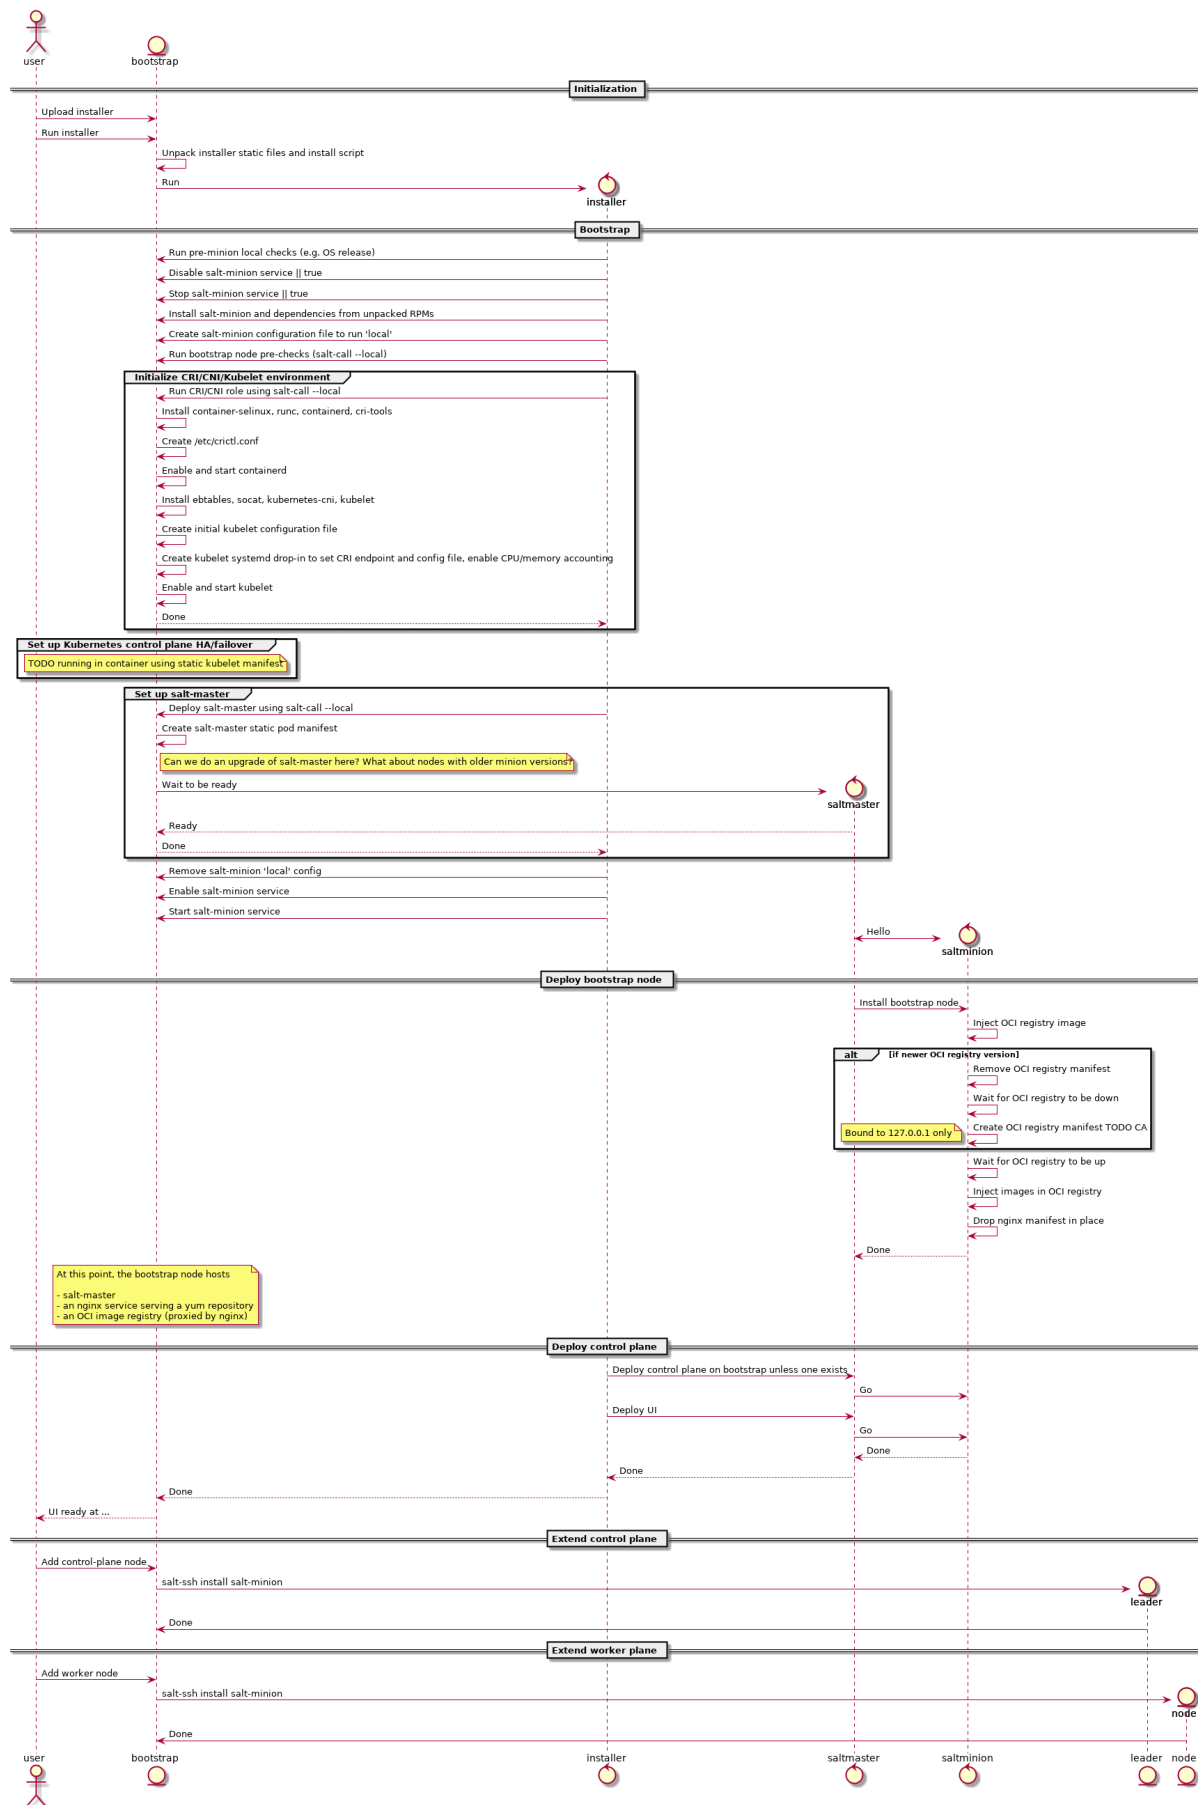 user
bootstrap
Initialization
Upload installer
Run installer
Unpack installer static files and install script
Run
installer
Bootstrap
Run pre-minion local checks (e.g. OS release)
Disable salt-minion service || true
Stop salt-minion service || true
Install salt-minion and dependencies from unpacked RPMs
Create salt-minion configuration file to run 'local'
Run bootstrap node pre-checks (salt-call --local)
Initialize CRI/CNI/Kubelet environment
Run CRI/CNI role using salt-call --local
Install container-selinux, runc, containerd, cri-tools
Create /etc/crictl.conf
Enable and start containerd
Install ebtables, socat, kubernetes-cni, kubelet
Create initial kubelet configuration file
Create kubelet systemd drop-in to set CRI endpoint and config file, enable CPU/memory accounting
Enable and start kubelet
Done
Set up Kubernetes control plane HA/failover
TODO running in container using static kubelet manifest
Set up salt-master
Deploy salt-master using salt-call --local
Create salt-master static pod manifest
Can we do an upgrade of salt-master here? What about nodes with older minion versions?
Wait to be ready
saltmaster
Ready
Done
Remove salt-minion 'local' config
Enable salt-minion service
Start salt-minion service
Hello
saltminion
Deploy bootstrap node
Install bootstrap node
Inject OCI registry image
alt [if newer OCI registry version]
Remove OCI registry manifest
Wait for OCI registry to be down
Bound to 127.0.0.1 only
Create OCI registry manifest TODO CA
Wait for OCI registry to be up
Inject images in OCI registry
Drop nginx manifest in place
Done
At this point, the bootstrap node hosts
- salt-master
- an nginx service serving a yum repository
- an OCI image registry (proxied by nginx)
Deploy control plane
Deploy control plane on bootstrap unless one exists
Go
Deploy UI
Go
Done
Done
Done
UI ready at ...
Extend control plane
Add control-plane node
salt-ssh install salt-minion
leader
Done
Extend worker plane
Add worker node
salt-ssh install salt-minion
node
Done
user
bootstrap
installer
saltmaster
saltminion
leader
node